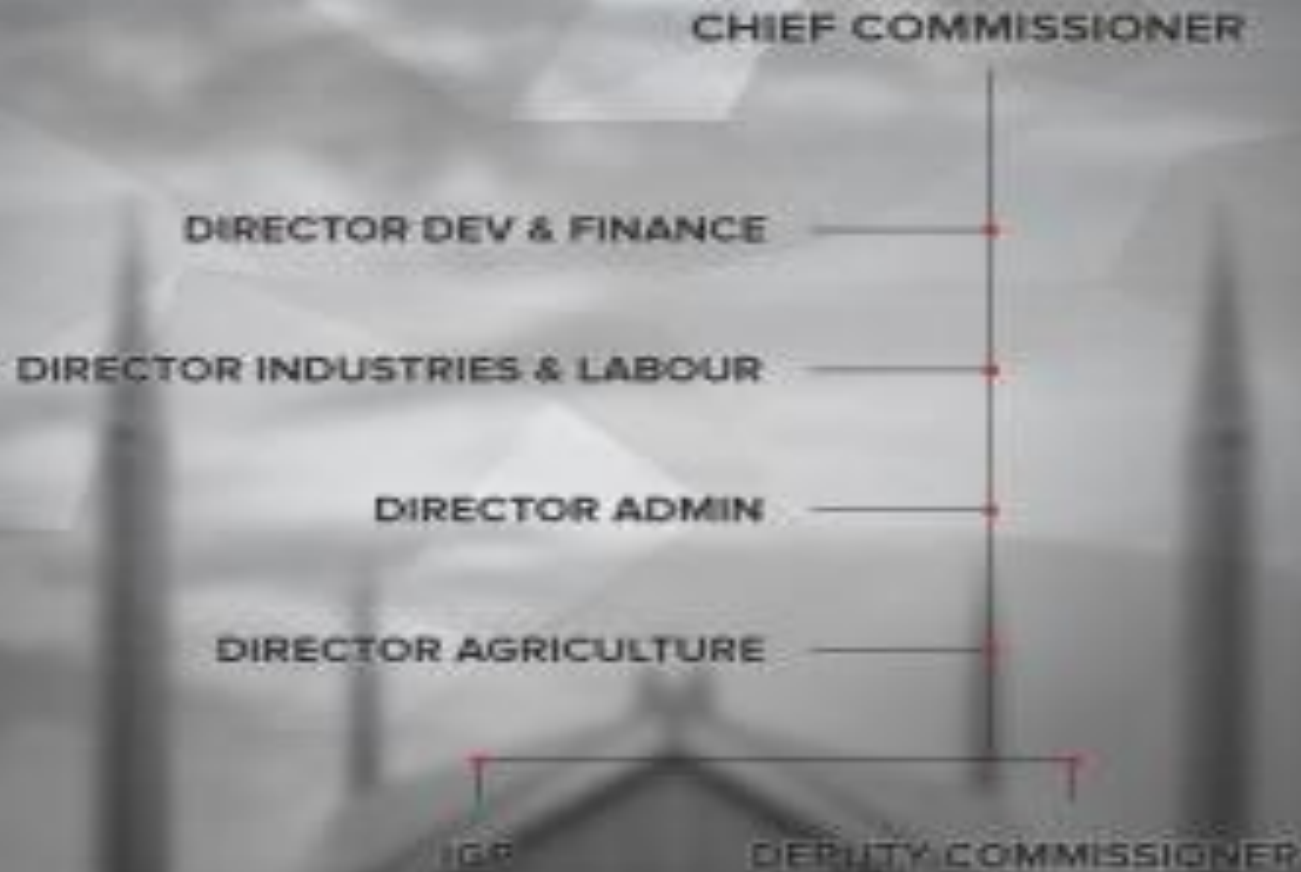 CHIEF COMMISSIONER
DIRECTOR DEV & FINANCE
DIRECTOR INDUSTRIES & LABOUR
DIRECTOR ADMIN
DIRECTOR AGRICULTURE
IGP DEPUTY COMMISSIONER